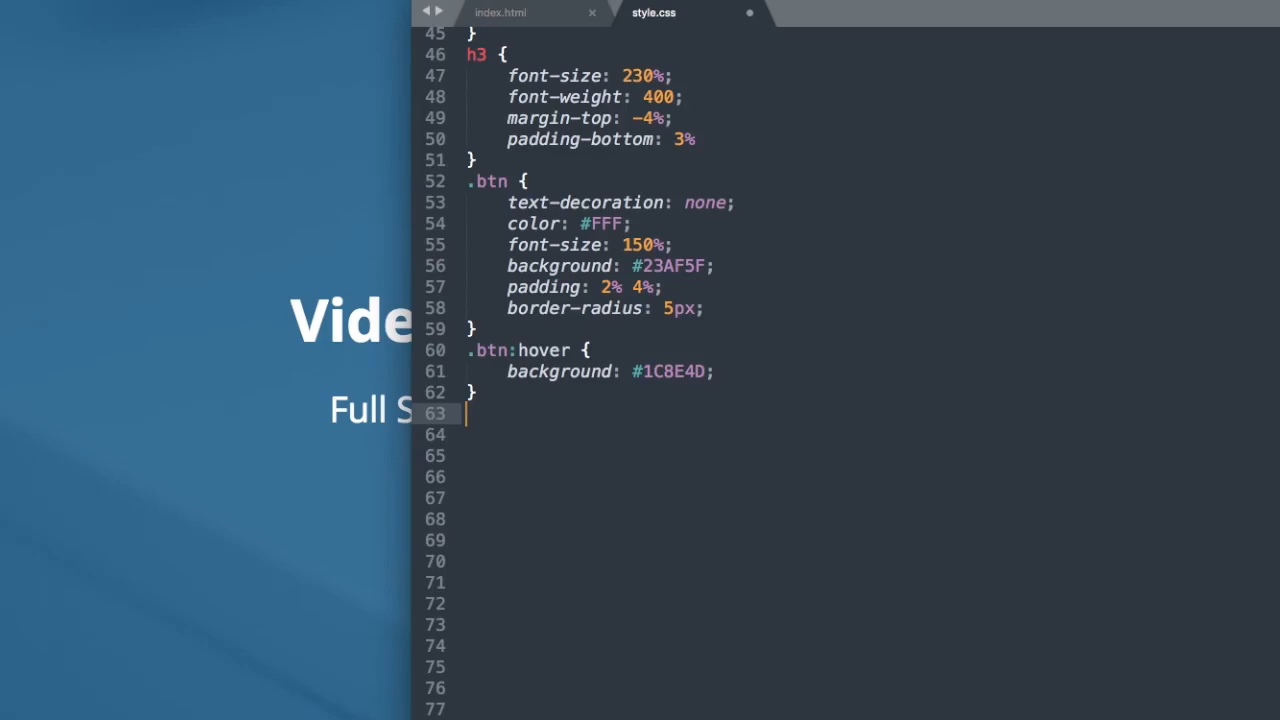 index.html × style.css
45 }
46 h3 {
47 font-size: 230%;
48 font-weight: 400;
49 margin-top: -4%;
50 padding-bottom: 3%
51 }
52 .btn {
53 text-decoration: none;
54 color: #FFF;
55 font-size: 150%;
56 background: #23AF5F;
57 padding: 2% 4%;
58 border-radius: 5px;
59 }
60 .btn:hover {
61 background: #1C8E4D;
62 }
63
64
65
66
67
68
69
70
71
72
73
74
75
76
77
Vide
Full S